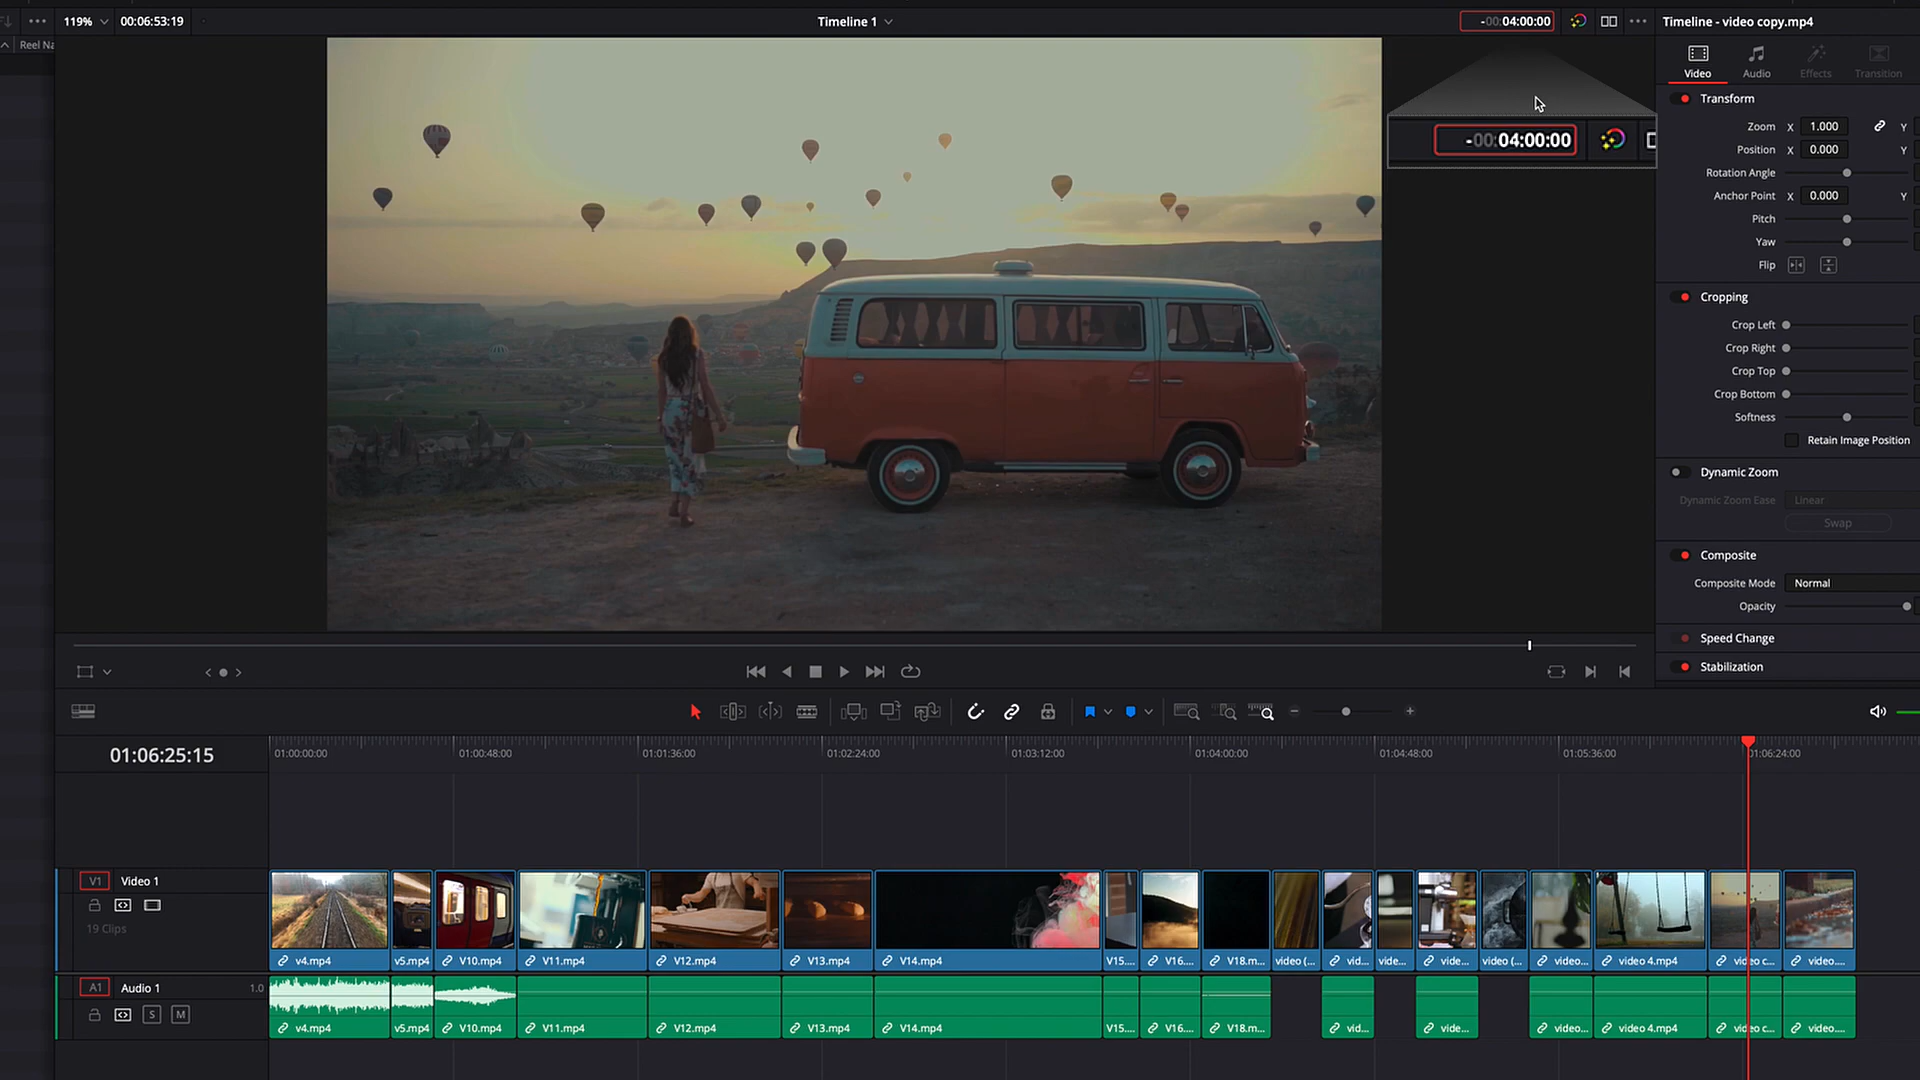 119%
00:06:53:19
Timeline 1
-00:04:00:00
Timeline - video copy.mp4
Reel Na
Video
Audio
Effects
Transition
Transform
Zoom X 1.000 Y
Position X 0.000 Y
Rotation Angle
Anchor Point X 0.000 Y
Pitch
Yaw
Flip
-00:04:00:00
Cropping
Crop Left
Crop Right
Crop Top
Crop Bottom
Softness
Retain Image Position
Dynamic Zoom
Dynamic Zoom Ease Linear
Swap
Composite
Composite Mode Normal
Opacity
Speed Change
Stabilization
01:06:25:15
01:00:00:00
01:00:48:00
01:01:36:00
01:02:24:00
01:03:12:00
01:04:00:00
01:04:48:00
01:05:36:00
01:06:24:00
V1 Video 1
19 Clips
v4.mp4
v5.mp4
V10.mp4
V11.mp4
V12.mp4
V13.mp4
V14.mp4
V15....
V16....
V18.m...
video (...
vid...
vide...
vide...
video (...
video...
video 4.mp4
video c...
video....
A1 Audio 1 1.0
S M
v4.mp4
v5.mp4
V10.mp4
V11.mp4
V12.mp4
V13.mp4
V14.mp4
V15....
V16....
V18.m...
vid...
vide...
video...
video 4.mp4
video c...
video....